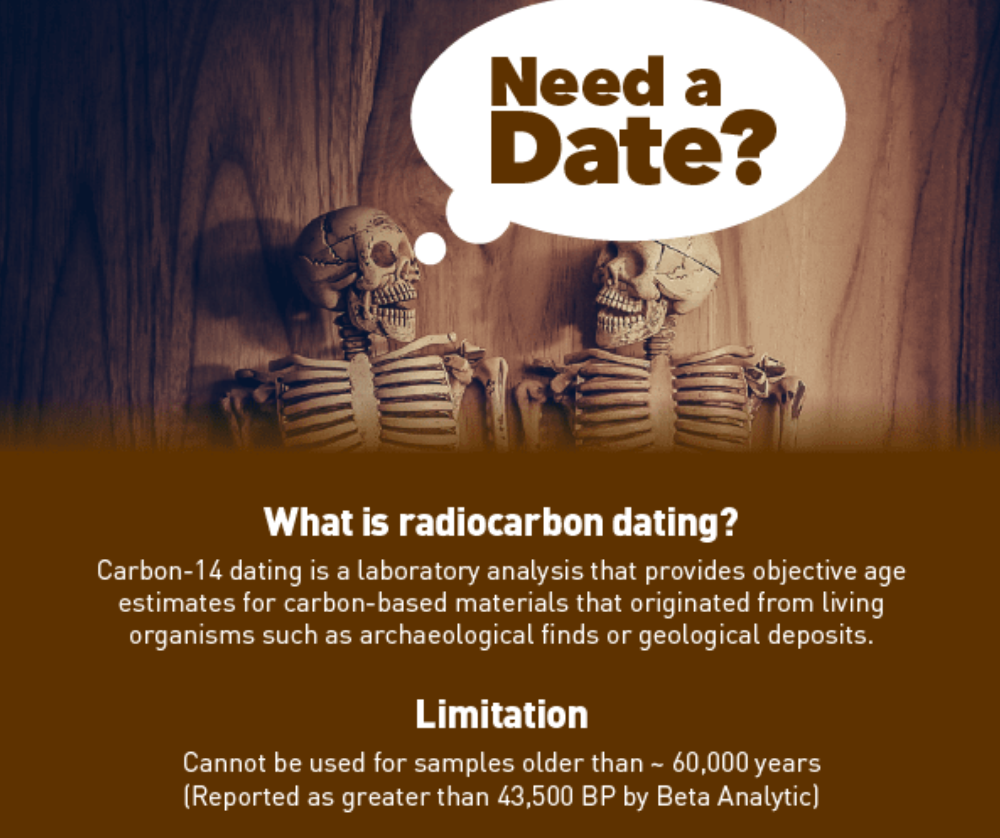 Need a
Date?
What is radiocarbon dating?
Carbon-14 dating is a laboratory analysis that provides objective age
estimates for carbon-based materials that originated from living
organisms such as archaeological finds or geological deposits.
Limitation
Cannot be used for samples older than ~ 60,000 years
(Reported as greater than 43,500 BP by Beta Analytic)